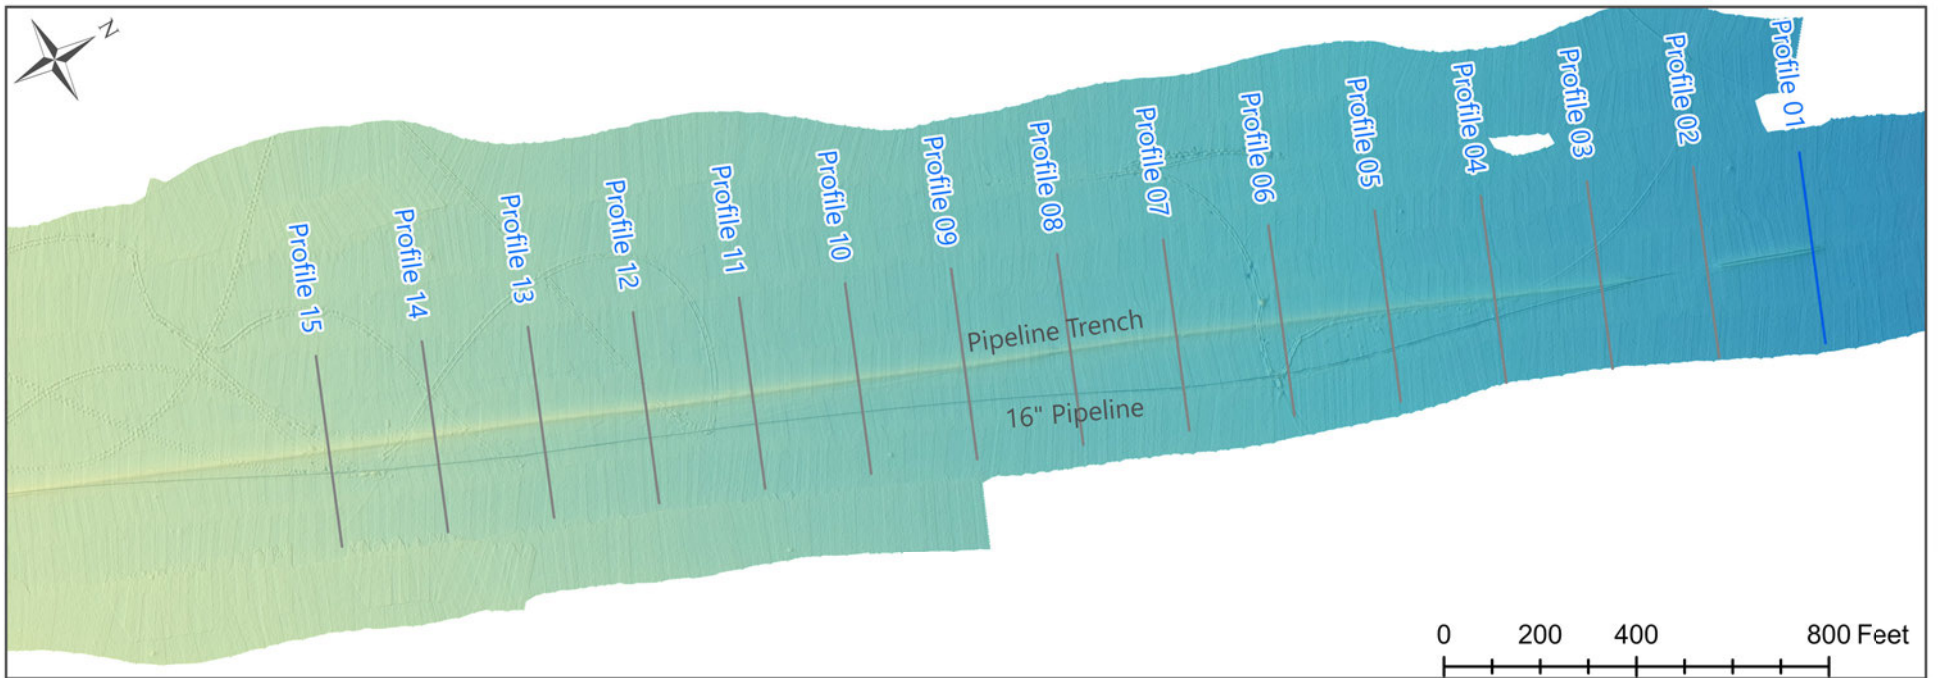 N
Profile 01
Profile 02
Profile 03
Profile 04
Profile 05
Profile 06
Profile 07
Profile 08
Profile 09
Profile 10
Profile 11
Profile 12
Profile 13
Profile 14
Profile 15
Pipeline Trench
16" Pipeline
0 200 400 800 Feet